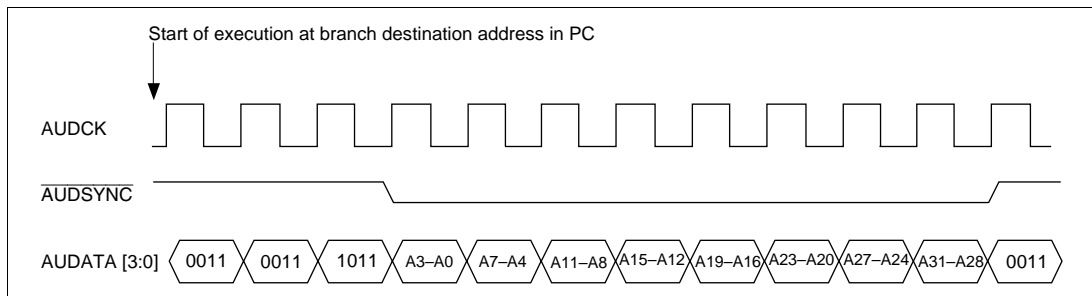 Start of execution at branch destination address in PC
AUDCK
AUDSYNC
AUDATA [3:0] 0011 0011 1011 A3–A0 A7–A4 A11–A8 A15–A12 A19–A16 A23–A20 A27–A24 A31–A28 0011